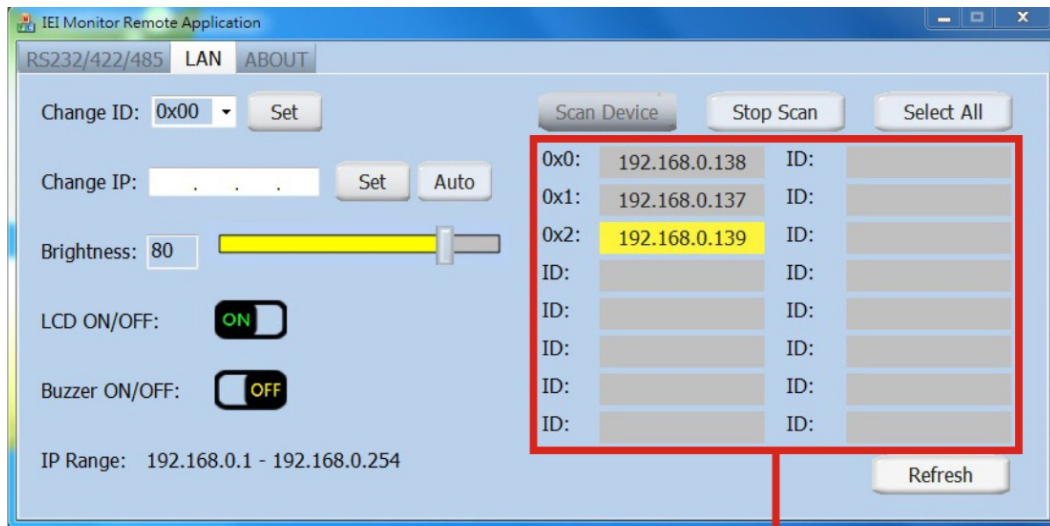 IEI Monitor Remote Application
RS232/422/485 LAN ABOUT
Change ID: 0x00 Set
Change IP: . . . Set Auto
Brightness: 80
LCD ON/OFF: ON
Buzzer ON/OFF: OFF
IP Range: 192.168.0.1 - 192.168.0.254
Scan Device Stop Scan Select All
0x0: 192.168.0.138 ID:
0x1: 192.168.0.137 ID:
0x2: 192.168.0.139 ID:
ID: ID:
ID: ID:
ID: ID:
ID: ID:
ID: ID:
Refresh